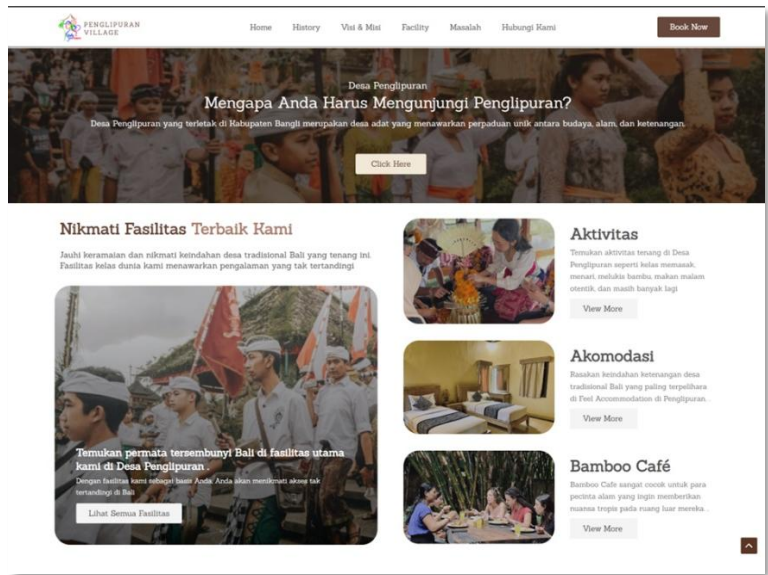 PENGLIPURAN
VILLAGE
Home History Visi & Misi Facility Masalah Hubungi Kami
Book Now
Desa Penglipuran
Mengapa Anda Harus Mengunjungi Penglipuran?
Desa Penglipuran yang terletak di Kabupaten Bangli merupakan desa adat yang menawarkan perpaduan unik antara budaya, alam, dan ketenangan.
Click Here
Nikmati Fasilitas Terbaik Kami
Jauhi keramaian dan nikmati keindahan desa tradisional Bali yang tenang ini.
Fasilitas kelas dunia kami menawarkan pengalaman yang tak tertandingi
Temukan permata tersembunyi Bali di fasilitas utama
kami di Desa Penglipuran .
Dengan fasilitas kami sebagai basis Anda, Anda akan menikmati akses tak
tertandingi di Bali
Lihat Semua Fasilitas
Aktivitas
Temukan aktivitas tenang di Desa
Penglipuran seperti kelas memasak,
menari, melukis bambu, makan malam
otentik, dan masih banyak lagi
View More
Akomodasi
Rasakan keindahan ketenangan desa
tradisional Bali yang paling terpelihara
di Feel Accommodation di Penglipuran.
View More
Bamboo Café
Bamboo Cafe sangat cocok untuk para
pecinta alam yang ingin memberikan
nuansa tropis pada ruang luar mereka..
View More